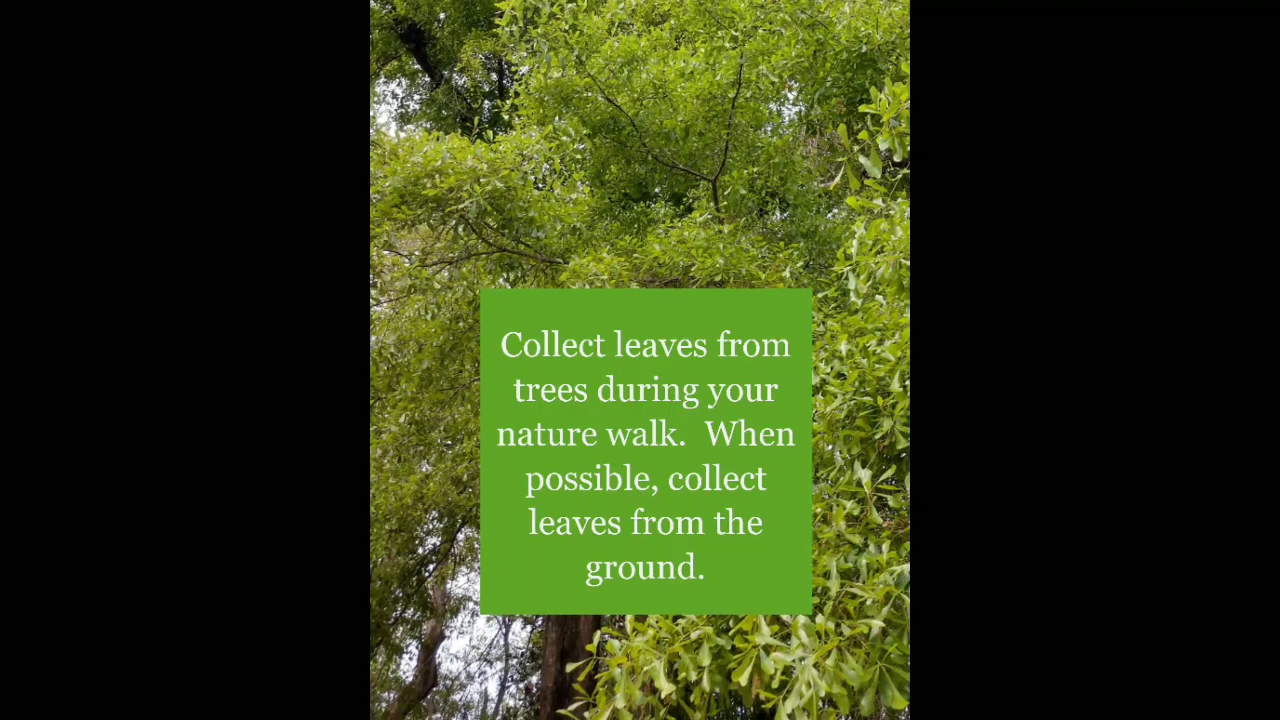 Collect leaves from
trees during your
nature walk.  When
possible, collect
leaves from the
ground.